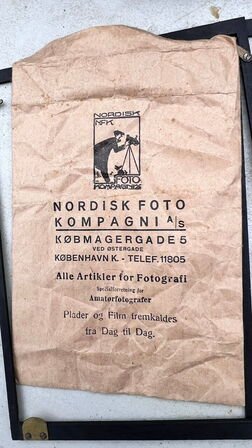 NORDISK
NFK
FOTO
KOMPAGNI A/S
NORDISK FOTO
KOMPAGNI A/S
KØBMAGERGADE 5
VED ØSTERGADE
KØBENHAVN K. - TELEF. 11805
Alle Artikler for Fotografi
Specialforretning for
Amatørfotografer
Plader og Film fremkaldes
fra Dag til Dag.